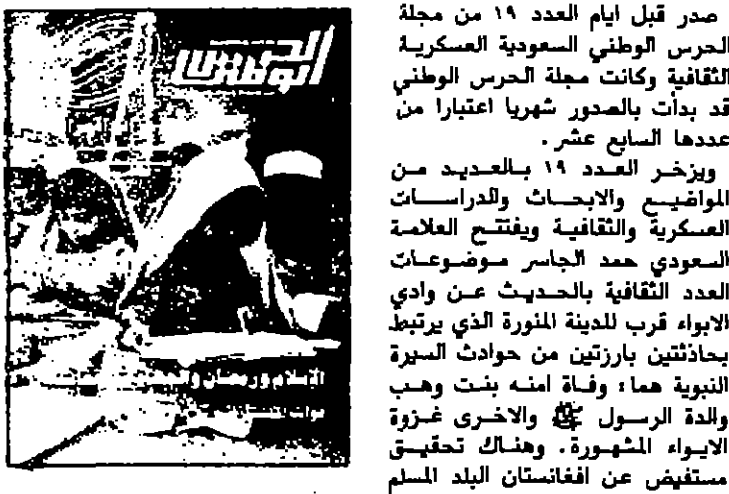 الحرس
الوطني
الإسلام ورمضان و
صدر قبل ايام العدد ١٩ من مجلة
الحرس الوطني السعودية العسكرية
الثقافية وكانت مجلة الحرس الوطني
قد بدأت بالصدور شهريا اعتبارا من
عددها السابع عشر .
ويزخر العدد ١٩ بالعديد من
المواضيع والابحاث والدراسات
العسكرية والثقافية ويفتتح العلامة
السعودي حمد الجاسر موضوعات
العدد الثقافية بالحديث عن وادي
الابواء قرب المدينة المنورة الذي يرتبط
بحادثتين بارزتين من حوادث السيرة
النبوية هما : وفاة امنه بنت وهب
والدة الرسول ﷺ والاخرى غزوة
الابواء المشهورة . وهناك تحقيق
مستفيض عن افغانستان البلد المسلم